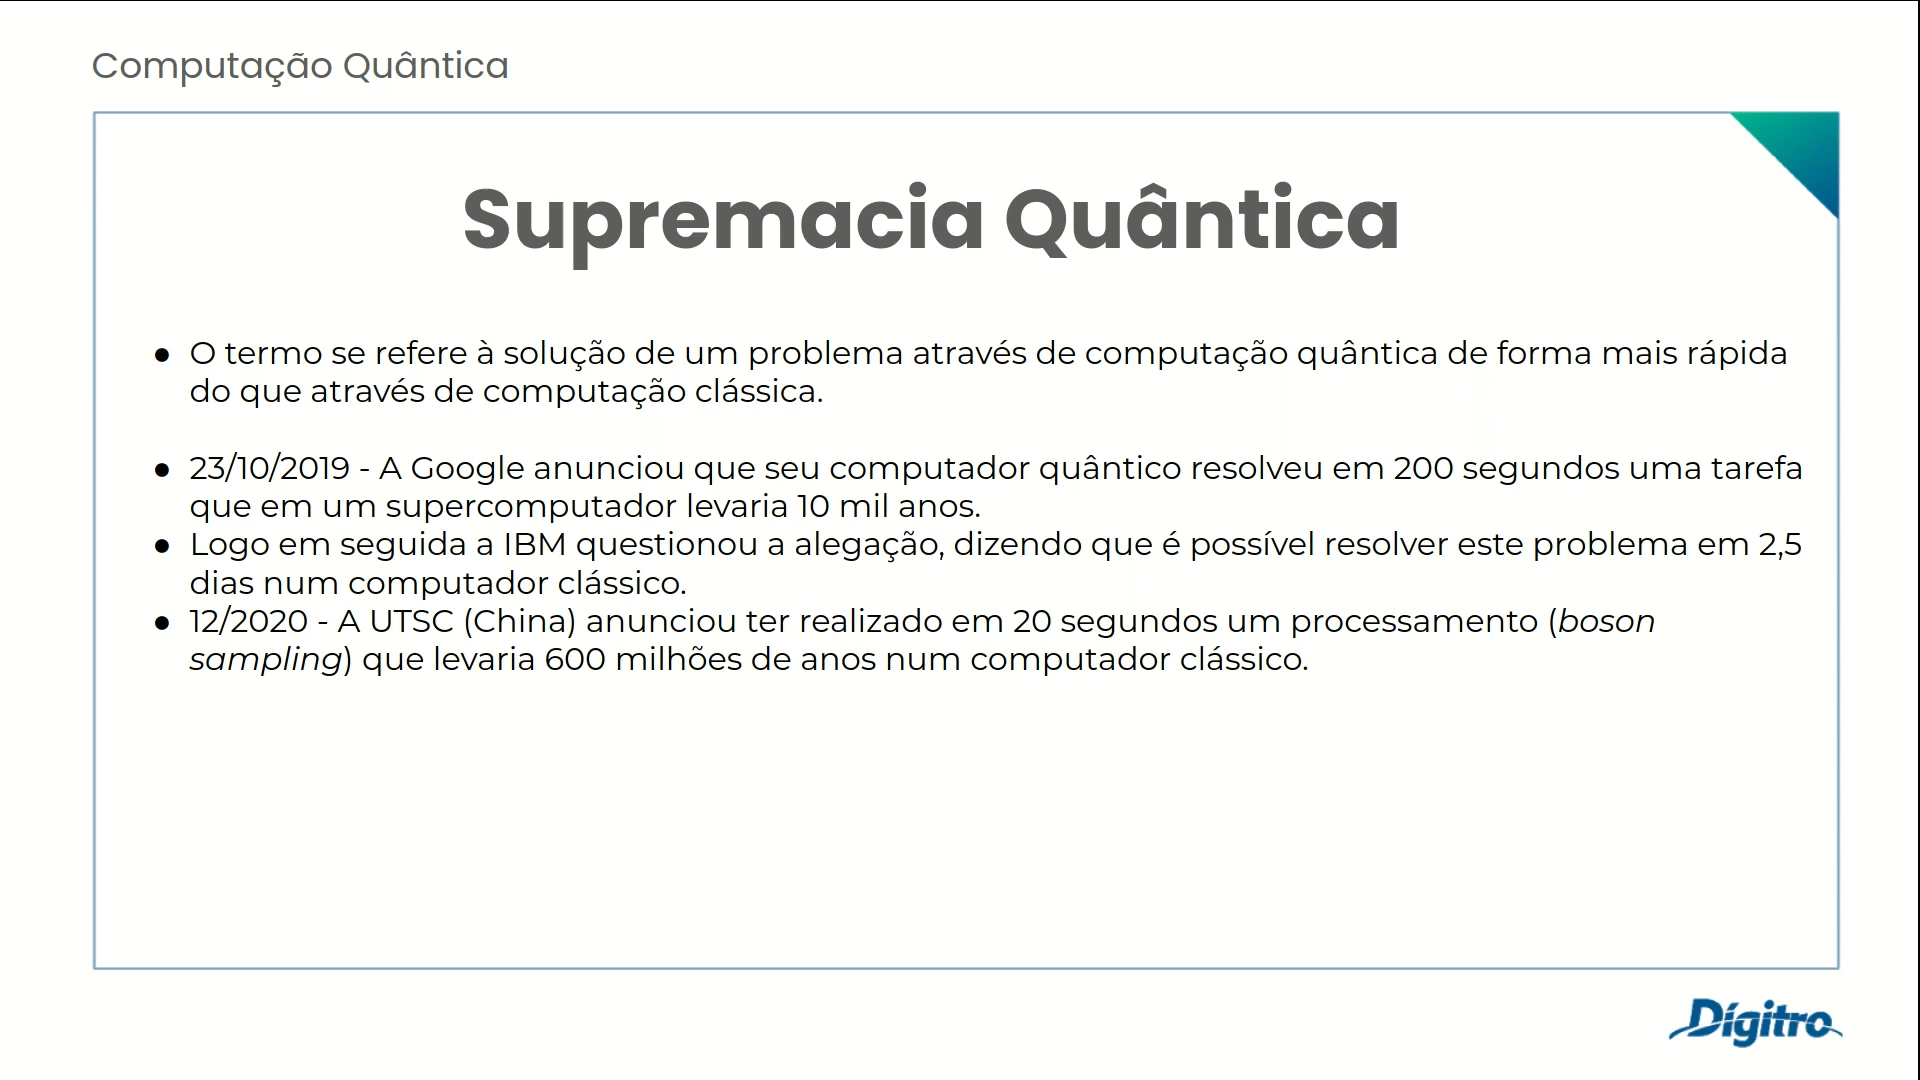 Computação Quântica
Supremacia Quântica
● O termo se refere à solução de um problema através de computação quântica de forma mais rápida
do que através de computação clássica.
● 23/10/2019 - A Google anunciou que seu computador quântico resolveu em 200 segundos uma tarefa
que em um supercomputador levaria 10 mil anos.
● Logo em seguida a IBM questionou a alegação, dizendo que é possível resolver este problema em 2,5
dias num computador clássico.
● 12/2020 - A UTSC (China) anunciou ter realizado em 20 segundos um processamento (boson
sampling) que levaria 600 milhões de anos num computador clássico.
Dígitro